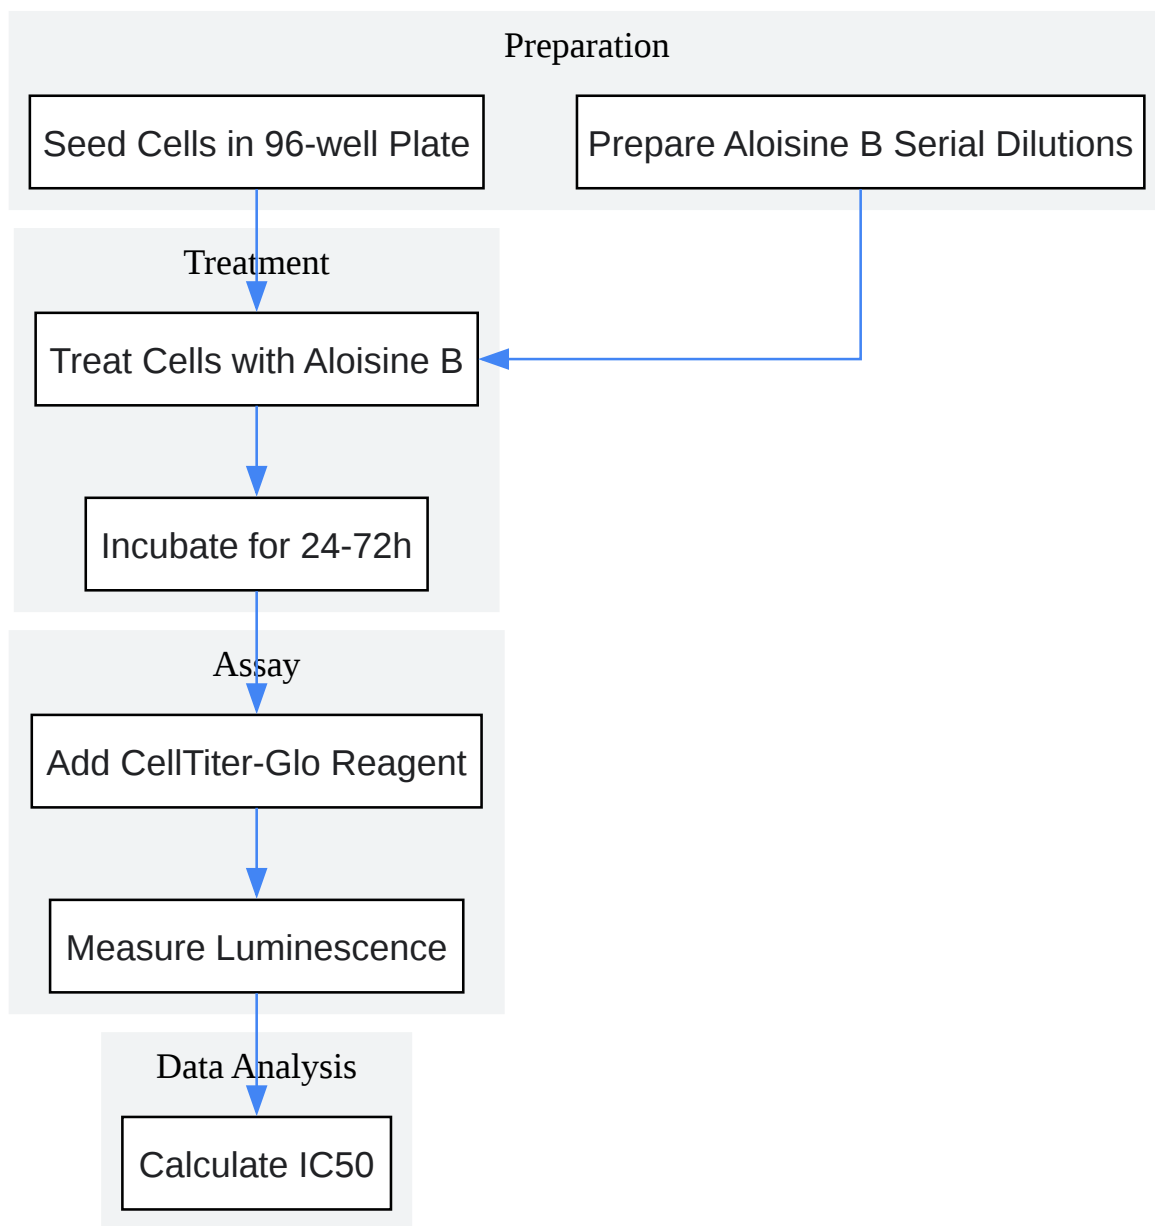 Preparation
Seed Cells in 96-well Plate
Prepare Aloisine B Serial Dilutions
Treatment
Treat Cells with Aloisine B
Incubate for 24-72h
Assay
Add CellTiter-Glo Reagent
Measure Luminescence
Data Analysis
Calculate IC50